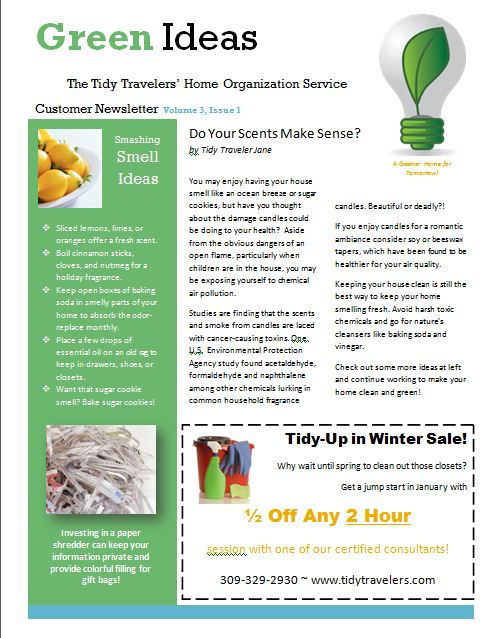 Green Ideas
The Tidy Travelers' Home Organization Service
Customer Newsletter Volume 3, Issue 1
A Greener Home for
Tomorrow!
Smashing
Smell
Ideas
❖ Sliced lemons, limes, or
oranges offer a fresh scent.
❖ Boil cinnamon sticks,
cloves, and nutmeg for a
holiday fragrance.
❖ Keep open boxes of baking
soda in smelly parts of your
home to absorb the odor-
replace monthly.
❖ Place a few drops of
essential oil on an old rag to
keep in drawers, shoes, or
closets.
❖ Want that sugar cookie
smell? Bake sugar cookies!
Investing in a paper
shredder can keep your
information private and
provide colorful filling for
gift bags!
Do Your Scents Make Sense?
by Tidy Traveler Jane
You may enjoy having your house
smell like an ocean breeze or sugar
cookies, but have you thought
about the damage candles could
be doing to your health? Aside
from the obvious dangers of an
open flame, particularly when
children are in the house, you may
be exposing yourself to chemical
air pollution.
Studies are finding that the scents
and smoke from candles are laced
with cancer-causing toxins. One,
U.S. Environmental Protection
Agency study found acetaldehyde,
formaldehyde and naphthalene
among other chemicals lurking in
common household fragrance
candles. Beautiful or deadly?!
If you enjoy candles for a romantic
ambiance consider soy or beeswax
tapers, which have been found to be
healthier for your air quality.
Keeping your house clean is still the
best way to keep your home
smelling fresh. Avoid harsh toxic
chemicals and go for nature's
cleansers like baking soda and
vinegar.
Check out some more ideas at left
and continue working to make your
home clean and green!
Tidy-Up in Winter Sale!
Why wait until spring to clean out those closets?
Get a jump start in January with
½ Off Any 2 Hour
session with one of our certified consultants!
309-329-2930 ~ www.tidytravelers.com